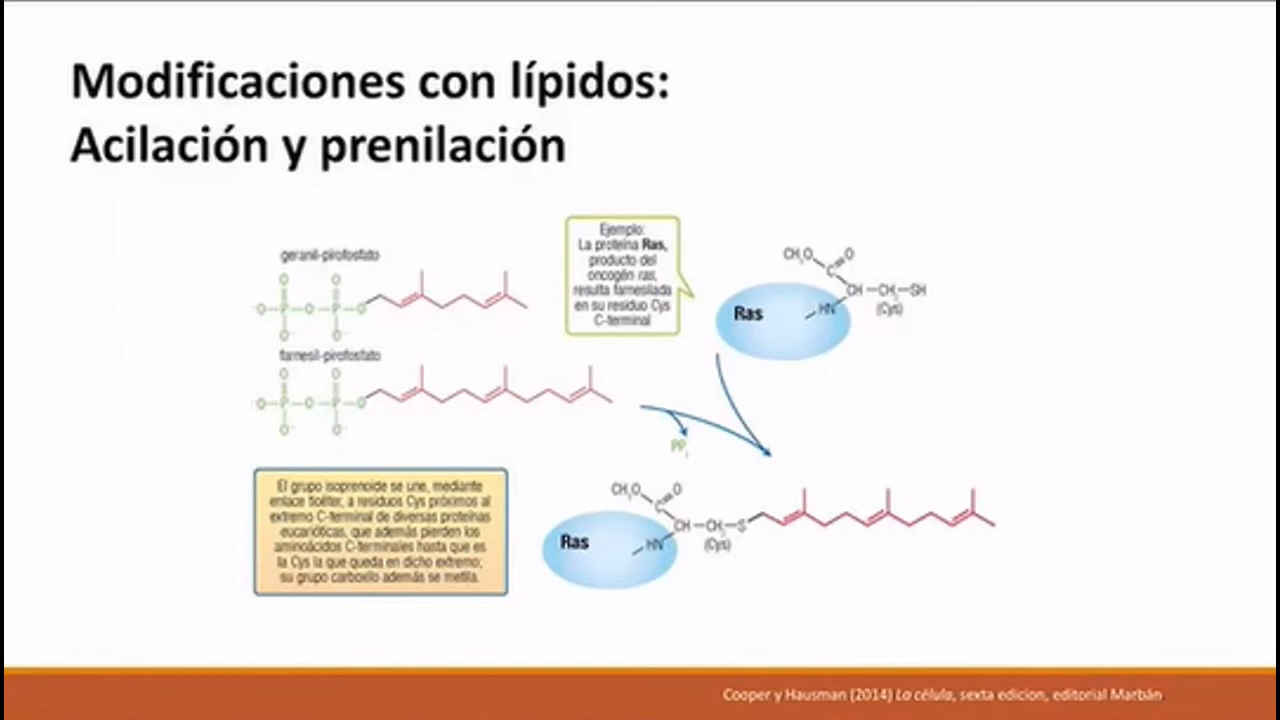 Modificaciones con lípidos:
Acilación y prenilación
geranil-pirofosfato
O
O
⁻O–P–O–P–O
O⁻
O⁻
farnesil-pirofosfato
O
O
⁻O–P–O–P–O
O⁻
O⁻
Ejemplo:
La proteína Ras,
producto del
oncogén ras,
resulta farnesilada
en su residuo Cys
C-terminal
CH₃O
O
C
CH–CH₂–SH
Ras
HN
(Cys)
PPᵢ
El grupo isoprenoide se une, mediante
enlace tioéter, a residuos Cys próximos al
extremo C-terminal de diversas proteínas
eucarióticas, que además pierden los
aminoácidos C-terminales hasta que es
la Cys la que queda en dicho extremo;
su grupo carboxilo además se metila.
CH₃O
O
C
CH–CH₂–S
Ras
HN
(Cys)
Cooper y Hausman (2014) La célula, sexta edicion, editorial Marbán